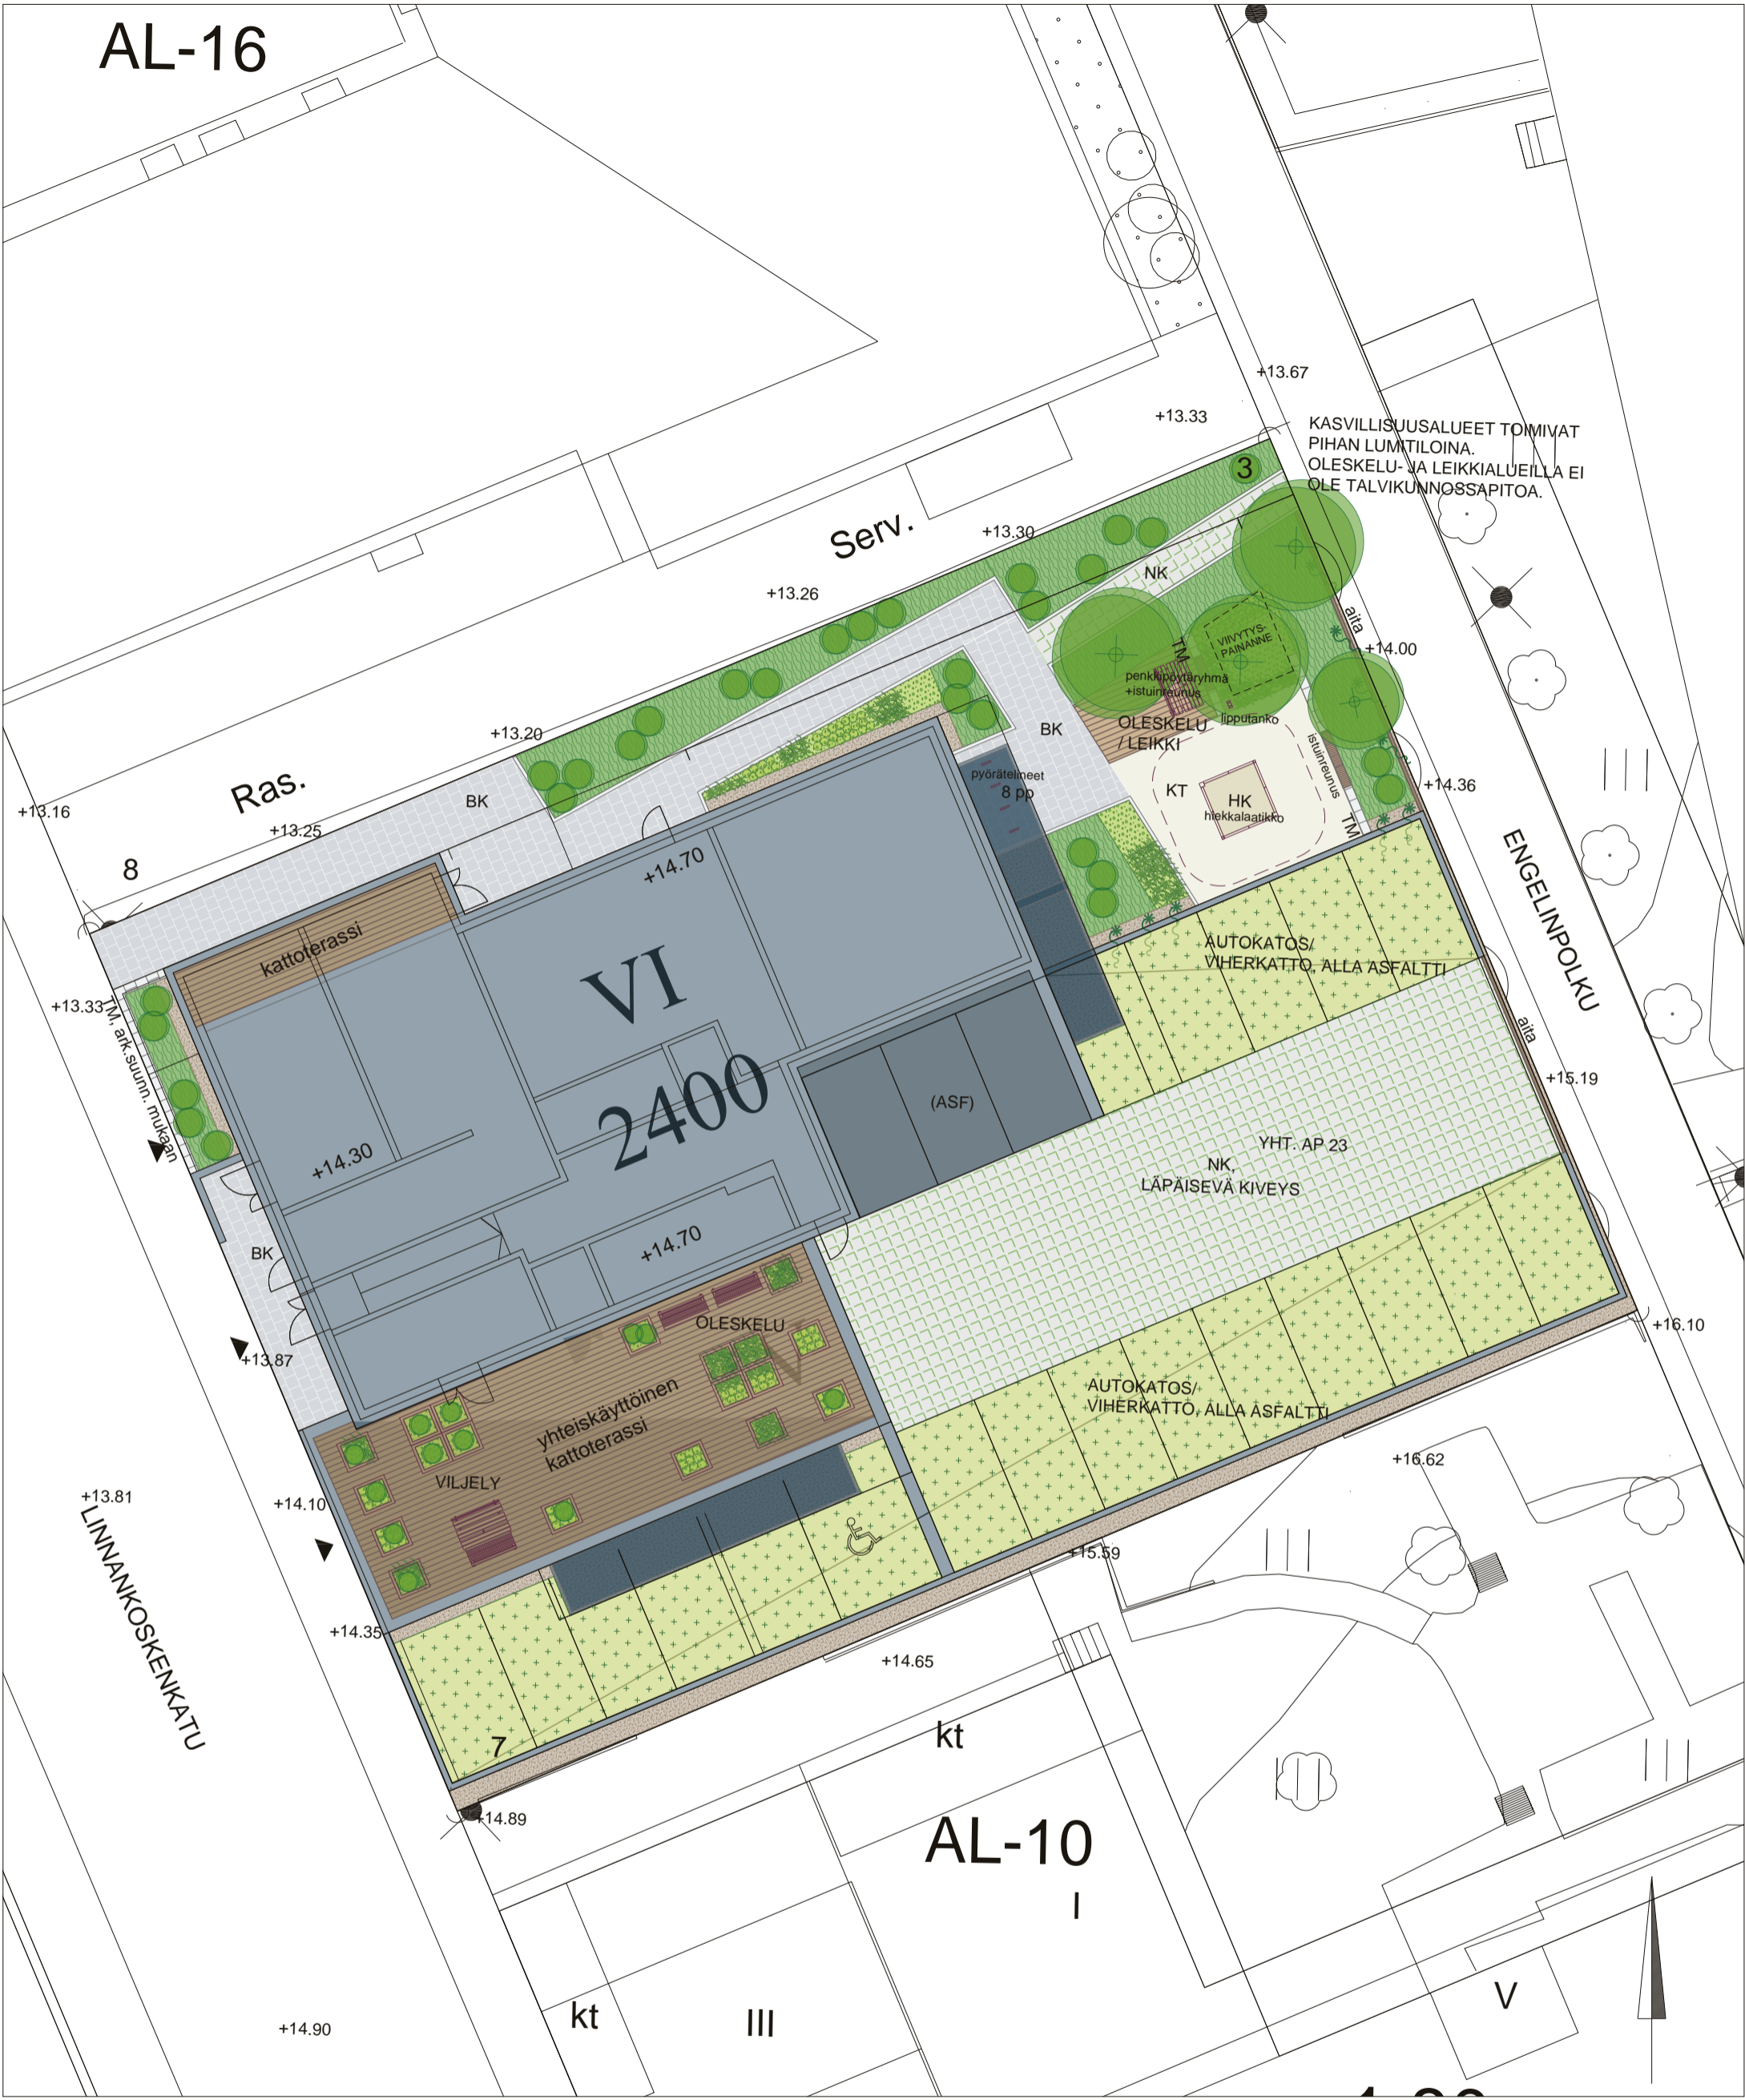 AL-16
+13.67
+13.33
KASVILLISUUSALUEET TOIMIVAT
PIHAN LUMITILOINA.
OLESKELU- JA LEIKKIALUEILLA EI
OLE TALVIKUNNOSSAPITOA.
3
Serv.
+13.30
NK
+13.26
aita
VIIVYTYS-
PAINANNE
+14.00
TM
penkkipöytäryhmä
+istuinreunus
OLESKELU
/ LEIKKI
lipputanko
+13.20
BK
istuinreunus
pyörätelineet
8 pp
+14.36
Ras.
BK
KT
HK
hiekkalaatikko
+13.16
+13.25
TM
8
+14.70
ENGELINPOLKU
kattoterassi
AUTOKATOS/
VIHERKATTO, ALLA ASFALTTI
VI
+13.33
TM, ark.suunn. mukaan
aita
2400
(ASF)
+15.19
YHT. AP 23
NK,
LÄPÄISEVÄ KIVEYS
+14.30
BK
+14.70
OLESKELU
V
+16.10
+13.87
AUTOKATOS/
VIHERKATTO, ALLA ASFALTTI
yhteiskäyttöinen
kattoterassi
VILJELY
+16.62
+13.81
+14.10
LINNANKOSKENKATU
+15.59
+14.35
+14.65
kt
7
+14.89
AL-10
I
V
kt
III
+14.90